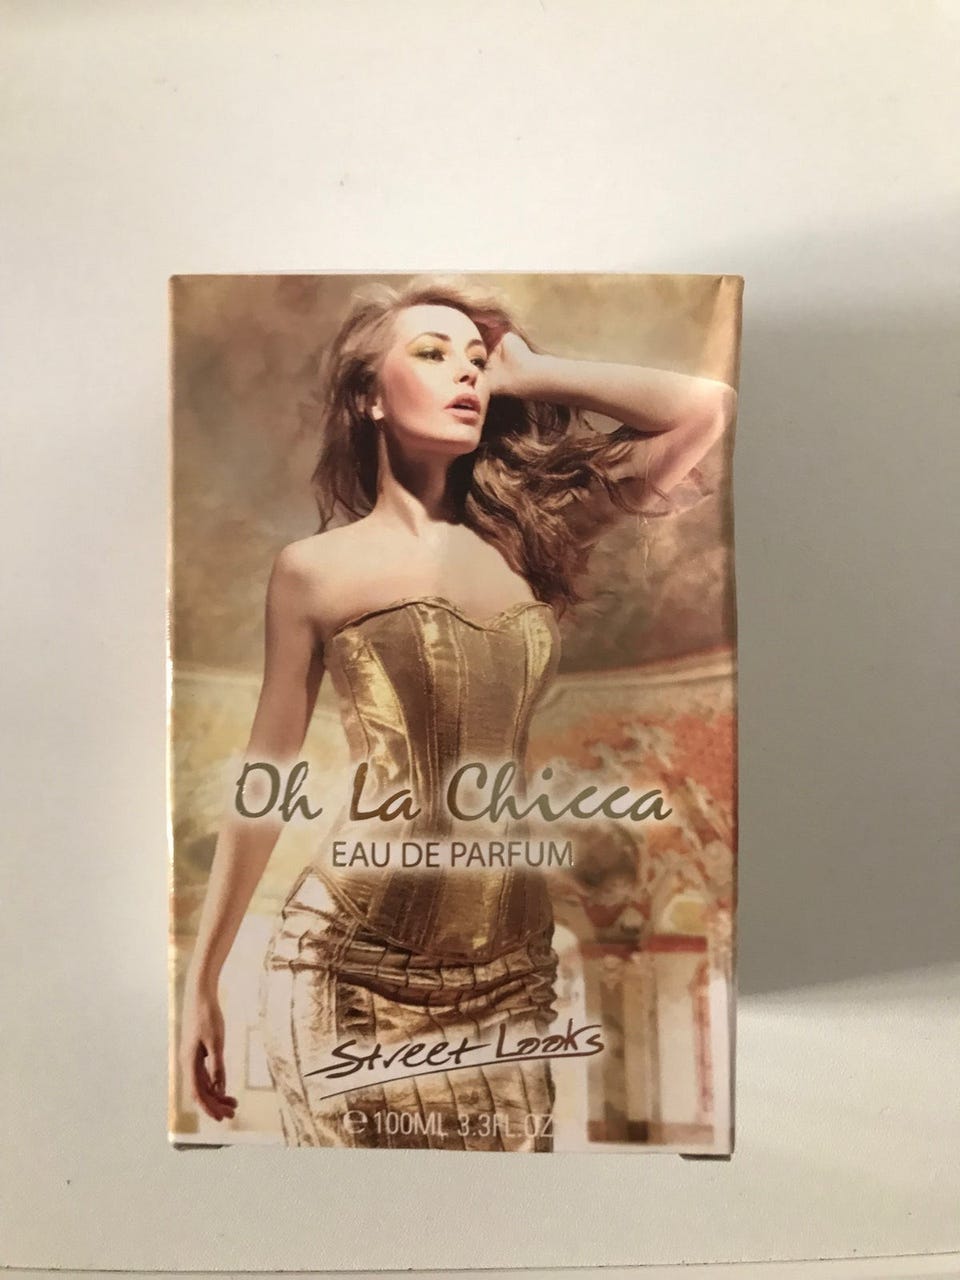 Oh La Chicca
EAU DE PARFUM
Street Looks
℮ 100ML 3.3FL.OZ